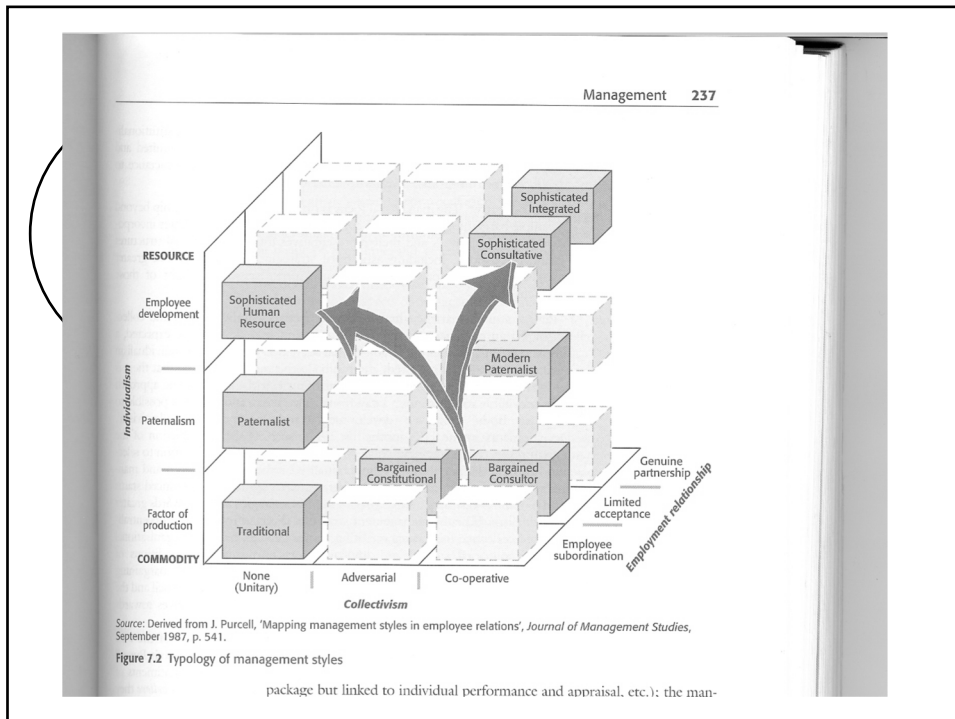 Management 237
Sophisticated
Integrated
Sophisticated
Consultative
RESOURCE
Employee
development
Sophisticated
Human
Resource
Modern
Paternalist
Individualism
Paternalism
Paternalist
Bargained
Constitutional
Bargained
Consultor
Genuine
partnership
Limited
acceptance
Employee
subordination
Employment relationship
Factor of
production
Traditional
COMMODITY
None
(Unitary)
Adversarial
Co-operative
Collectivism
Source: Derived from J. Purcell, 'Mapping management styles in employee relations', Journal of Management Studies,
September 1987, p. 541.
Figure 7.2 Typology of management styles
package but linked to individual performance and appraisal, etc.); the man-